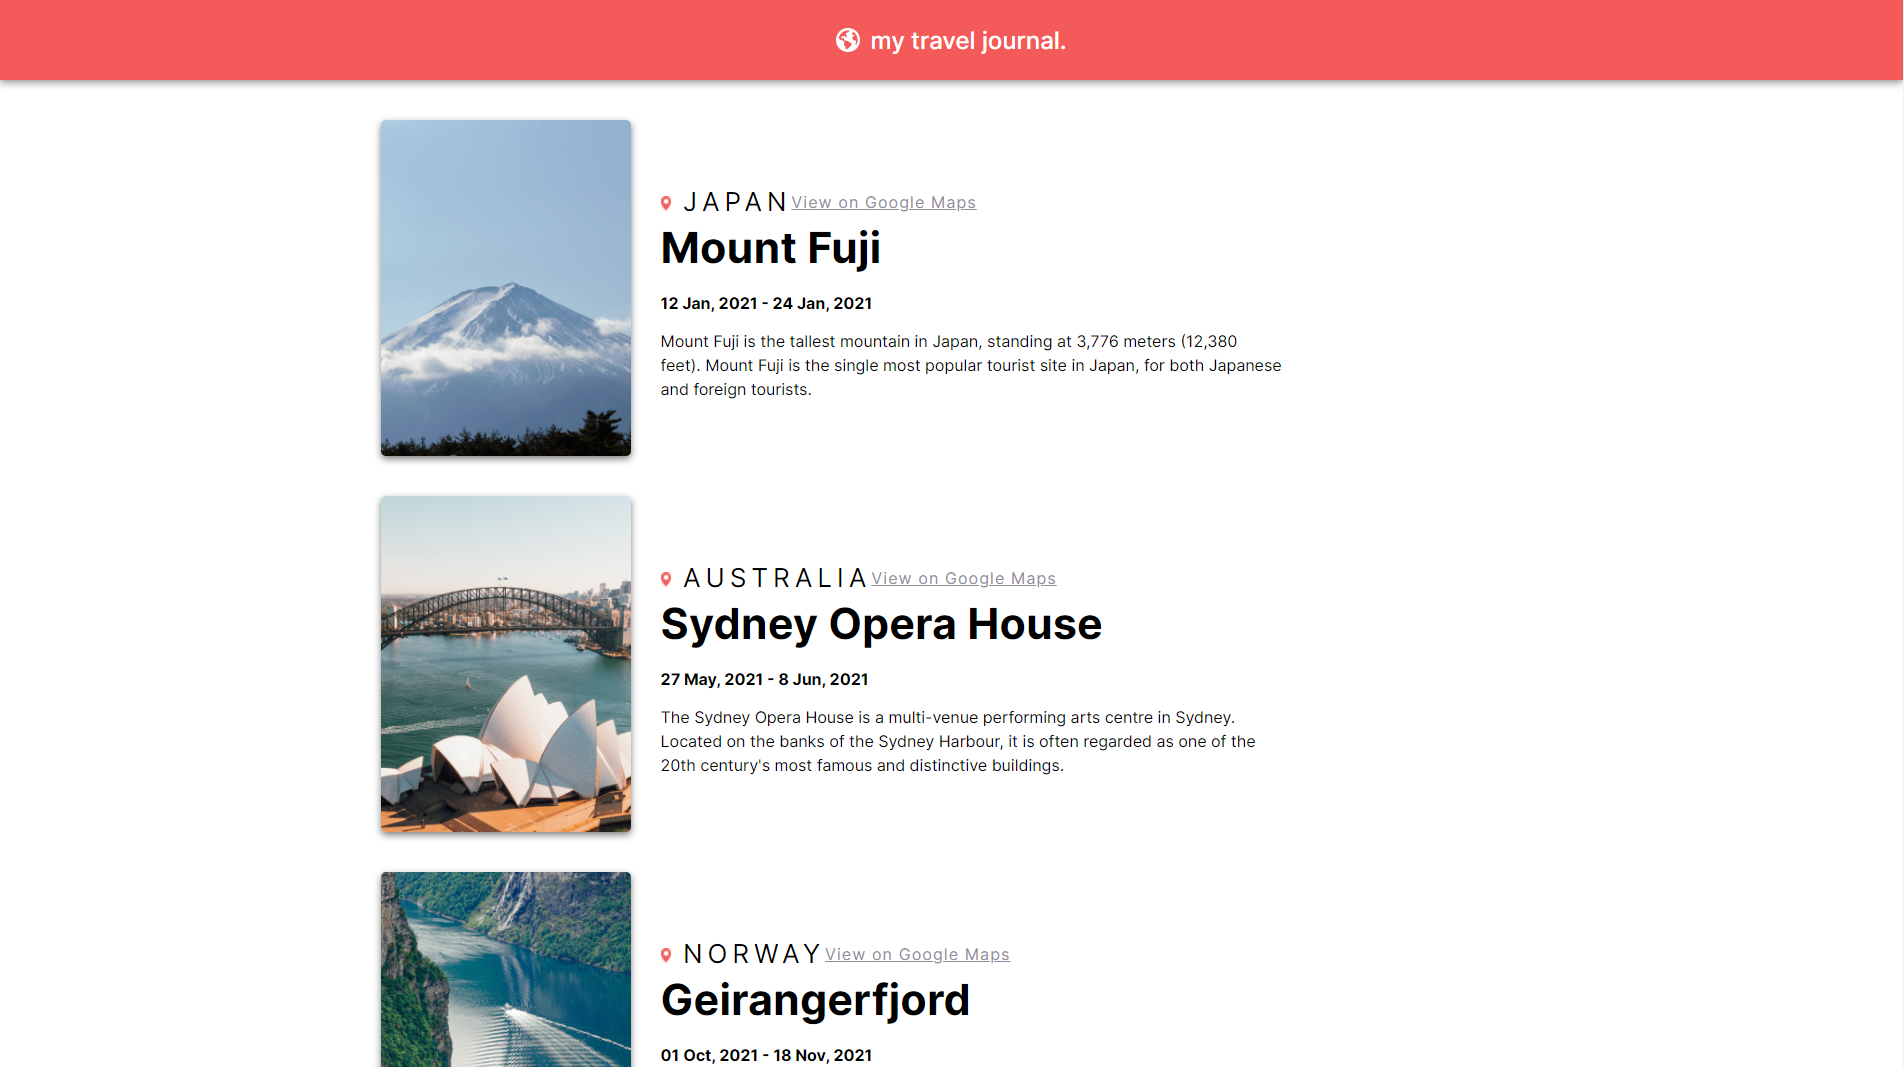 my travel journal.
JAPAN View on Google Maps
Mount Fuji
12 Jan, 2021 - 24 Jan, 2021
Mount Fuji is the tallest mountain in Japan, standing at 3,776 meters (12,380
feet). Mount Fuji is the single most popular tourist site in Japan, for both Japanese
and foreign tourists.
AUSTRALIA View on Google Maps
Sydney Opera House
27 May, 2021 - 8 Jun, 2021
The Sydney Opera House is a multi-venue performing arts centre in Sydney.
Located on the banks of the Sydney Harbour, it is often regarded as one of the
20th century's most famous and distinctive buildings.
NORWAY View on Google Maps
Geirangerfjord
01 Oct, 2021 - 18 Nov, 2021